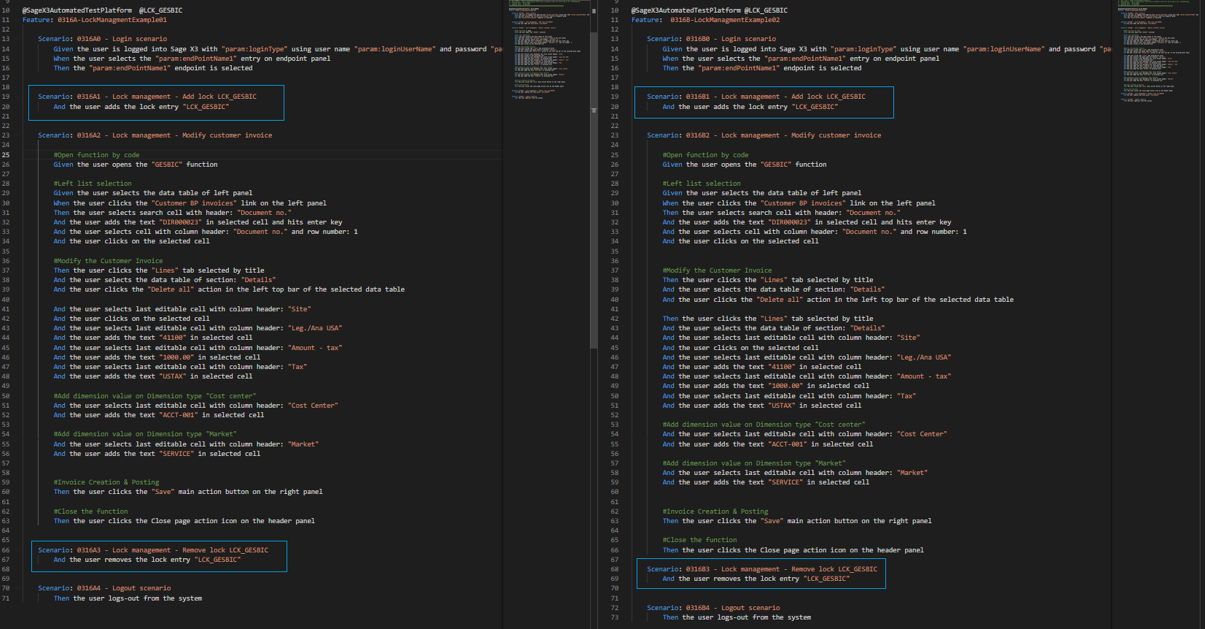 9
10 @SageX3AutomatedTestPlatform @LCK_GESBIC
11 Feature: 0316A-LockManagmentExample01
12
13 Scenario: 0316A0 - Login scenario
14 Given the user is logged into Sage X3 with "param:loginType" using user name "param:loginUserName" and password "pa
15 When the user selects the "param:endPointName1" entry on endpoint panel
16 Then the "param:endPointName1" endpoint is selected
17
18
19 Scenario: 0316A1 - Lock management - Add lock LCK_GESBIC
20 And the user adds the lock entry "LCK_GESBIC"
21
22
23 Scenario: 0316A2 - Lock management - Modify customer invoice
24
25 #Open function by code
26 Given the user opens the "GESBIC" function
27
28 #Left list selection
29 Given the user selects the data table of left panel
30 When the user clicks the "Customer BP invoices" link on the left panel
31 Then the user selects search cell with header: "Document no."
32 And the user adds the text "DIR000023" in selected cell and hits enter key
33 And the user selects cell with column header: "Document no." and row number: 1
34 And the user clicks on the selected cell
35
36 #Modify the Customer Invoice
37 Then the user clicks the "Lines" tab selected by title
38 And the user selects the data table of section: "Details"
39 And the user clicks the "Delete all" action in the left top bar of the selected data table
40
41 And the user selects last editable cell with column header: "Site"
42 And the user clicks on the selected cell
43 And the user selects last editable cell with column header: "Leg./Ana USA"
44 And the user adds the text "41100" in selected cell
45 And the user selects last editable cell with column header: "Amount - tax"
46 And the user adds the text "1000.00" in selected cell
47 And the user selects last editable cell with column header: "Tax"
48 And the user adds the text "USTAX" in selected cell
49
50 #Add dimension value on Dimension type "Cost center"
51 And the user selects last editable cell with column header: "Cost Center"
52 And the user adds the text "ACCT-001" in selected cell
53
54 #Add dimension value on Dimension type "Market"
55 And the user selects last editable cell with column header: "Market"
56 And the user adds the text "SERVICE" in selected cell
57
58
59 #Invoice Creation & Posting
60 Then the user clicks the "Save" main action button on the right panel
61
62 #Close the function
63 Then the user clicks the Close page action icon on the header panel
64
65
66 Scenario: 0316A3 - Lock management - Remove lock LCK_GESBIC
67 And the user removes the lock entry "LCK_GESBIC"
68
69
70 Scenario: 0316A4 - Logout scenario
71 Then the user logs-out from the system
9
10 @SageX3AutomatedTestPlatform @LCK_GESBIC
11 Feature: 0316B-LockManagmentExample02
12
13 Scenario: 0316B0 - Login scenario
14 Given the user is logged into Sage X3 with "param:loginType" using user name "param:loginUserName" and password "pa
15 When the user selects the "param:endPointName1" entry on endpoint panel
16 Then the "param:endPointName1" endpoint is selected
17
18
19 Scenario: 0316B1 - Lock management - Add lock LCK_GESBIC
20 And the user adds the lock entry "LCK_GESBIC"
21
22
23 Scenario: 0316B2 - Lock management - Modify customer invoice
24
25 #Open function by code
26 Given the user opens the "GESBIC" function
27
28 #Left list selection
29 Given the user selects the data table of left panel
30 When the user clicks the "Customer BP invoices" link on the left panel
31 Then the user selects search cell with header: "Document no."
32 And the user adds the text "DIR000023" in selected cell and hits enter key
33 And the user selects cell with column header: "Document no." and row number: 1
34 And the user clicks on the selected cell
35
36
37 #Modify the Customer Invoice
38 Then the user clicks the "Lines" tab selected by title
39 And the user selects the data table of section: "Details"
40 And the user clicks the "Delete all" action in the left top bar of the selected data table
41
42 Then the user clicks the "Lines" tab selected by title
43 And the user selects the data table of section: "Details"
44 And the user selects last editable cell with column header: "Site"
45 And the user clicks on the selected cell
46 And the user selects last editable cell with column header: "Leg./Ana USA"
47 And the user adds the text "41100" in selected cell
48 And the user selects last editable cell with column header: "Amount - tax"
49 And the user adds the text "1000.00" in selected cell
50 And the user selects last editable cell with column header: "Tax"
51 And the user adds the text "USTAX" in selected cell
52
53 #Add dimension value on Dimension type "Cost center"
54 And the user selects last editable cell with column header: "Cost Center"
55 And the user adds the text "ACCT-001" in selected cell
56
57 #Add dimension value on Dimension type "Market"
58 And the user selects last editable cell with column header: "Market"
59 And the user adds the text "SERVICE" in selected cell
60
61
62 #Invoice Creation & Posting
63 Then the user clicks the "Save" main action button on the right panel
64
65 #Close the function
66 Then the user clicks the Close page action icon on the header panel
67
68 Scenario: 0316B3 - Lock management - Remove lock LCK_GESBIC
69 And the user removes the lock entry "LCK_GESBIC"
70
71
72 Scenario: 0316B4 - Logout scenario
73 Then the user logs-out from the system